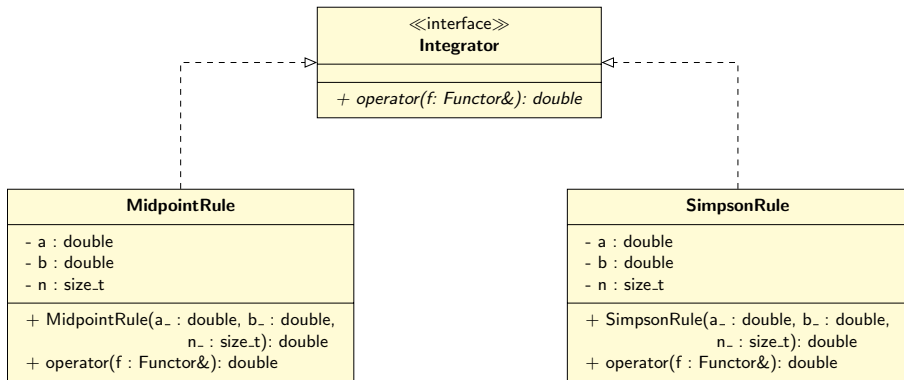 ≪interface≫
Integrator
+ operator(f: Functor&): double
MidpointRule
- a : double
- b : double
- n : size_t
+ MidpointRule(a_ : double, b_ : double,
n_ : size_t): double
+ operator(f : Functor&): double
SimpsonRule
- a : double
- b : double
- n : size_t
+ SimpsonRule(a_ : double, b_ : double,
n_ : size_t): double
+ operator(f : Functor&): double